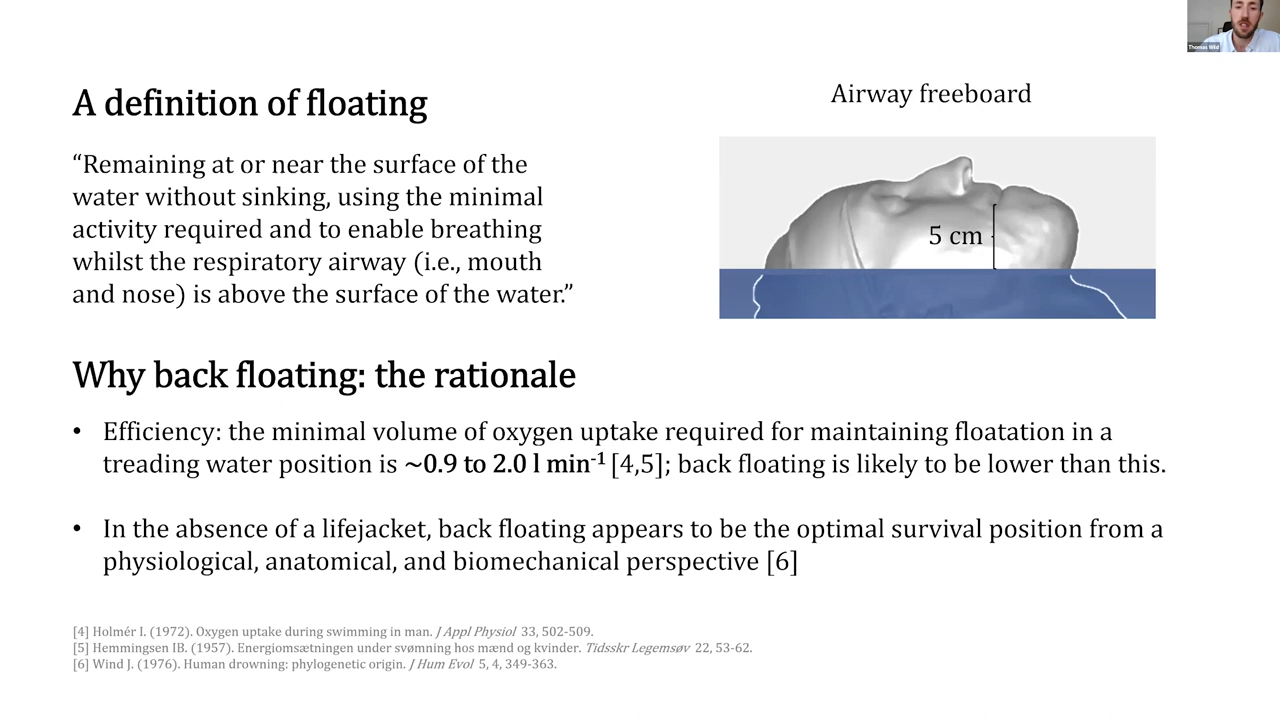 Thomas Wild
A definition of floating
“Remaining at or near the surface of the
water without sinking, using the minimal
activity required and to enable breathing
whilst the respiratory airway (i.e., mouth
and nose) is above the surface of the water.”
Airway freeboard
5 cm
Why back floating: the rationale
• Efficiency: the minimal volume of oxygen uptake required for maintaining floatation in a
treading water position is ~0.9 to 2.0 l min⁻¹ [4,5]; back floating is likely to be lower than this.
• In the absence of a lifejacket, back floating appears to be the optimal survival position from a
physiological, anatomical, and biomechanical perspective [6]
[4] Holmér I. (1972). Oxygen uptake during swimming in man. J Appl Physiol 33, 502-509.
[5] Hemmingsen IB. (1957). Energiomsætningen under svømning hos mænd og kvinder. Tidsskr Legemsøv 22, 53-62.
[6] Wind J. (1976). Human drowning: phylogenetic origin. J Hum Evol 5, 4, 349-363.